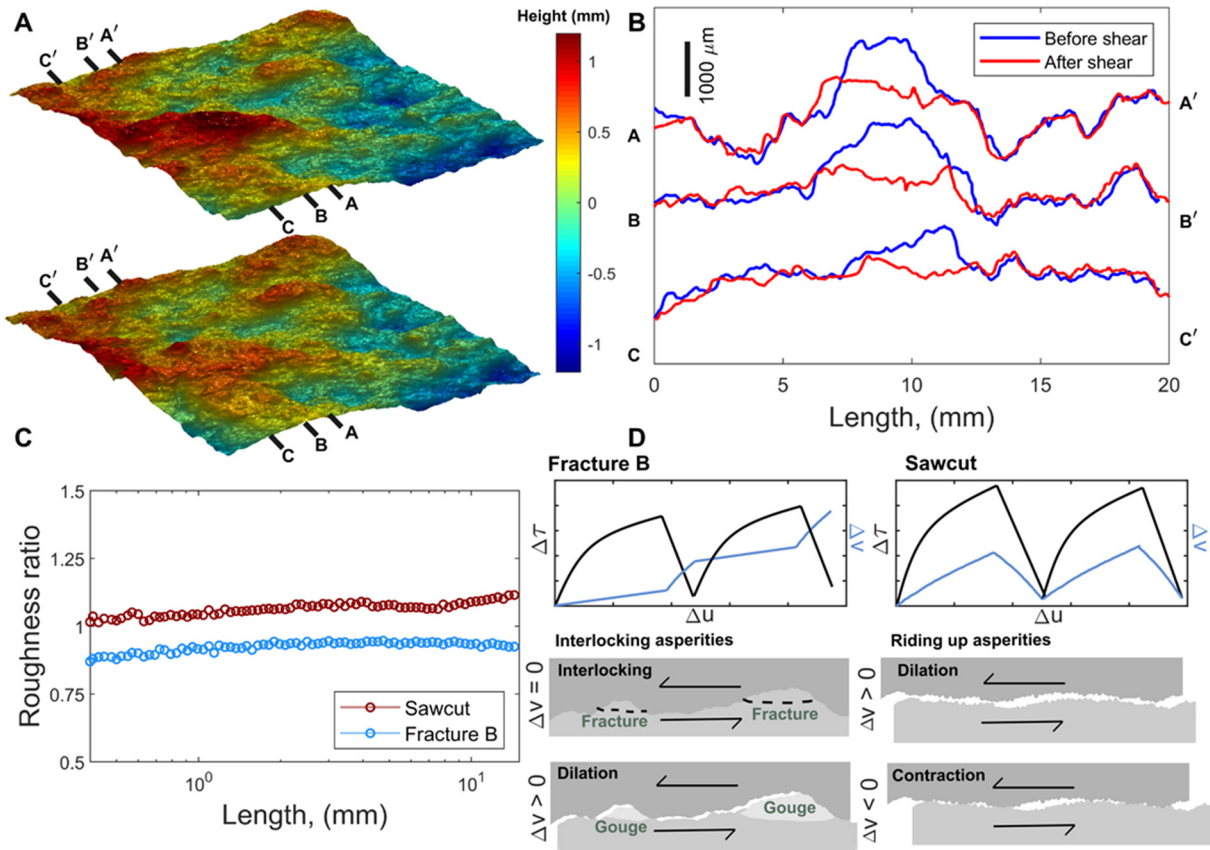 A
Height (mm)
C′
B′
A′
1
0.5
0
-0.5
-1
C
B
A
C′
B′
A′
C
B
A
B
1000 μm
Before shear
After shear
A
A′
B
B′
C
C′
0
5
10
15
20
Length, (mm)
C
1.5
1.25
1
0.75
0.5
Roughness ratio
Sawcut
Fracture B
10⁰
10¹
Length, (mm)
D
Fracture B
Sawcut
Δτ
Δv
Δu
Δτ
Δv
Δu
Interlocking asperities
Riding up asperities
Δv = 0
Interlocking
Fracture
Fracture
Δv > 0
Dilation
Δv > 0
Dilation
Gouge
Gouge
Δv < 0
Contraction